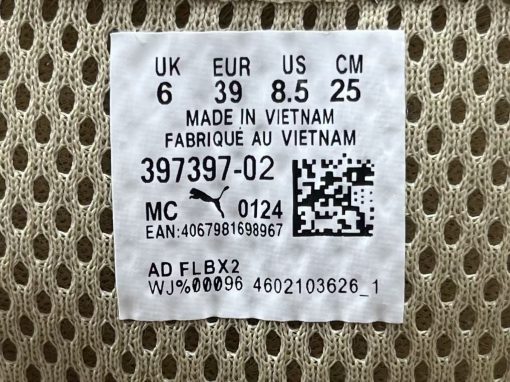 UK EUR US CM
6 39 8.5 25
MADE IN VIETNAM
FABRIQUÉ AU VIETNAM
397397-02
MC 0124
EAN:4067981698967
AD FLBX2
WJ%00096 4602103626_1